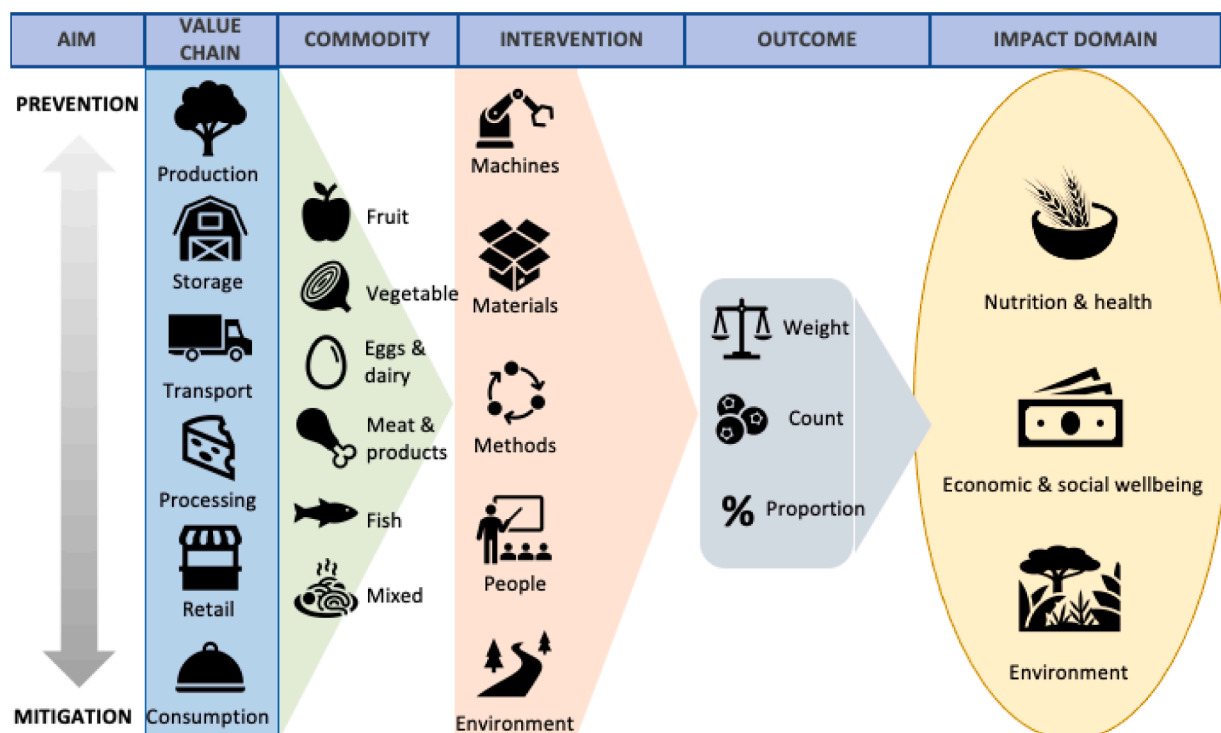 AIM
VALUE
CHAIN
COMMODITY
INTERVENTION
OUTCOME
IMPACT DOMAIN
PREVENTION
MITIGATION
Production
Storage
Transport
Processing
Retail
Consumption
Fruit
Vegetable
Eggs &
dairy
Meat &
products
Fish
Mixed
Machines
Materials
Methods
People
Environment
Weight
Count
%
Proportion
Nutrition & health
Economic & social wellbeing
Environment